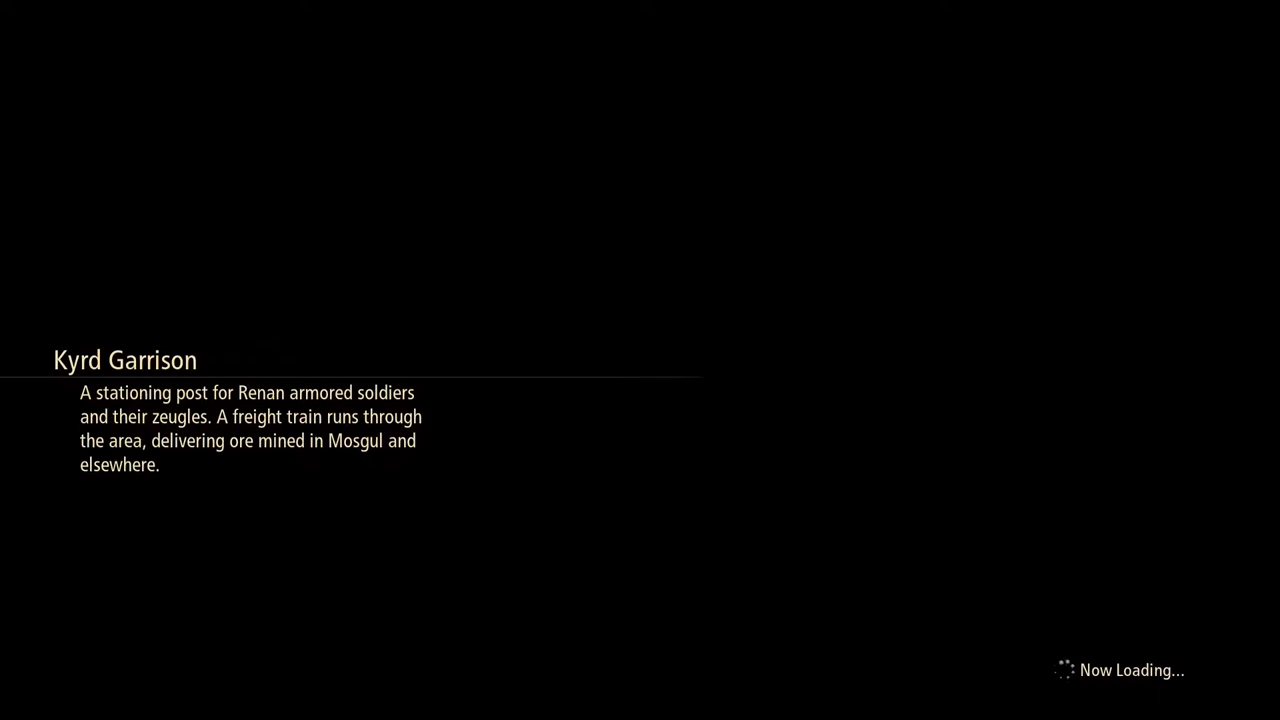 Kyrd Garrison
A stationing post for Renan armored soldiers
and their zeugles. A freight train runs through
the area, delivering ore mined in Mosgul and
elsewhere.
Now Loading...